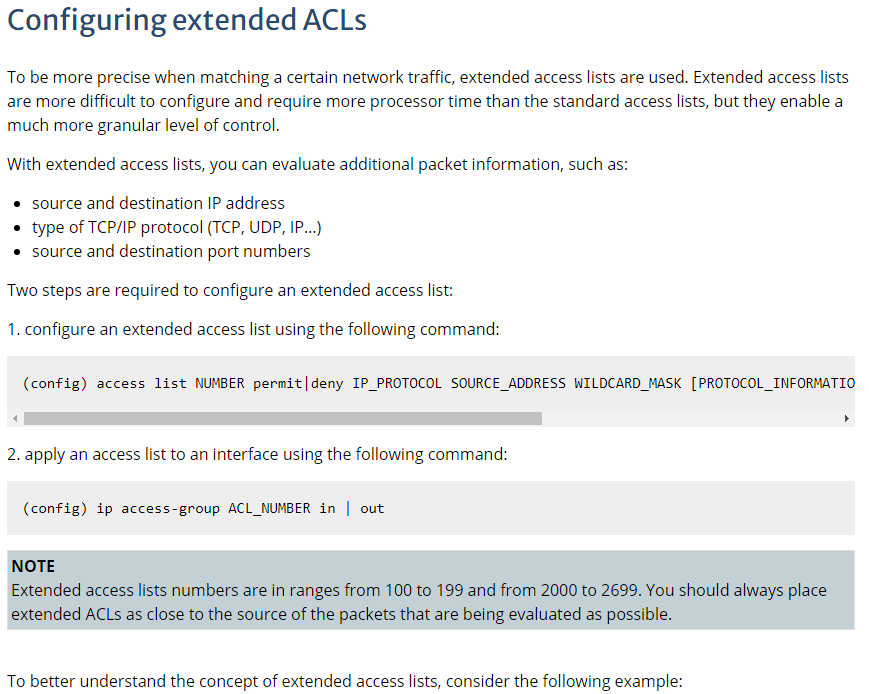 Configuring extended ACLs
To be more precise when matching a certain network traffic, extended access lists are used. Extended access lists
are more difficult to configure and require more processor time than the standard access lists, but they enable a
much more granular level of control.
With extended access lists, you can evaluate additional packet information, such as:
• source and destination IP address
• type of TCP/IP protocol (TCP, UDP, IP…)
• source and destination port numbers
Two steps are required to configure an extended access list:
1. configure an extended access list using the following command:
(config) access list NUMBER permit|deny IP_PROTOCOL SOURCE_ADDRESS WILDCARD_MASK [PROTOCOL_INFORMATIO
2. apply an access list to an interface using the following command:
(config) ip access-group ACL_NUMBER in | out
NOTE
Extended access lists numbers are in ranges from 100 to 199 and from 2000 to 2699. You should always place
extended ACLs as close to the source of the packets that are being evaluated as possible.
To better understand the concept of extended access lists, consider the following example: